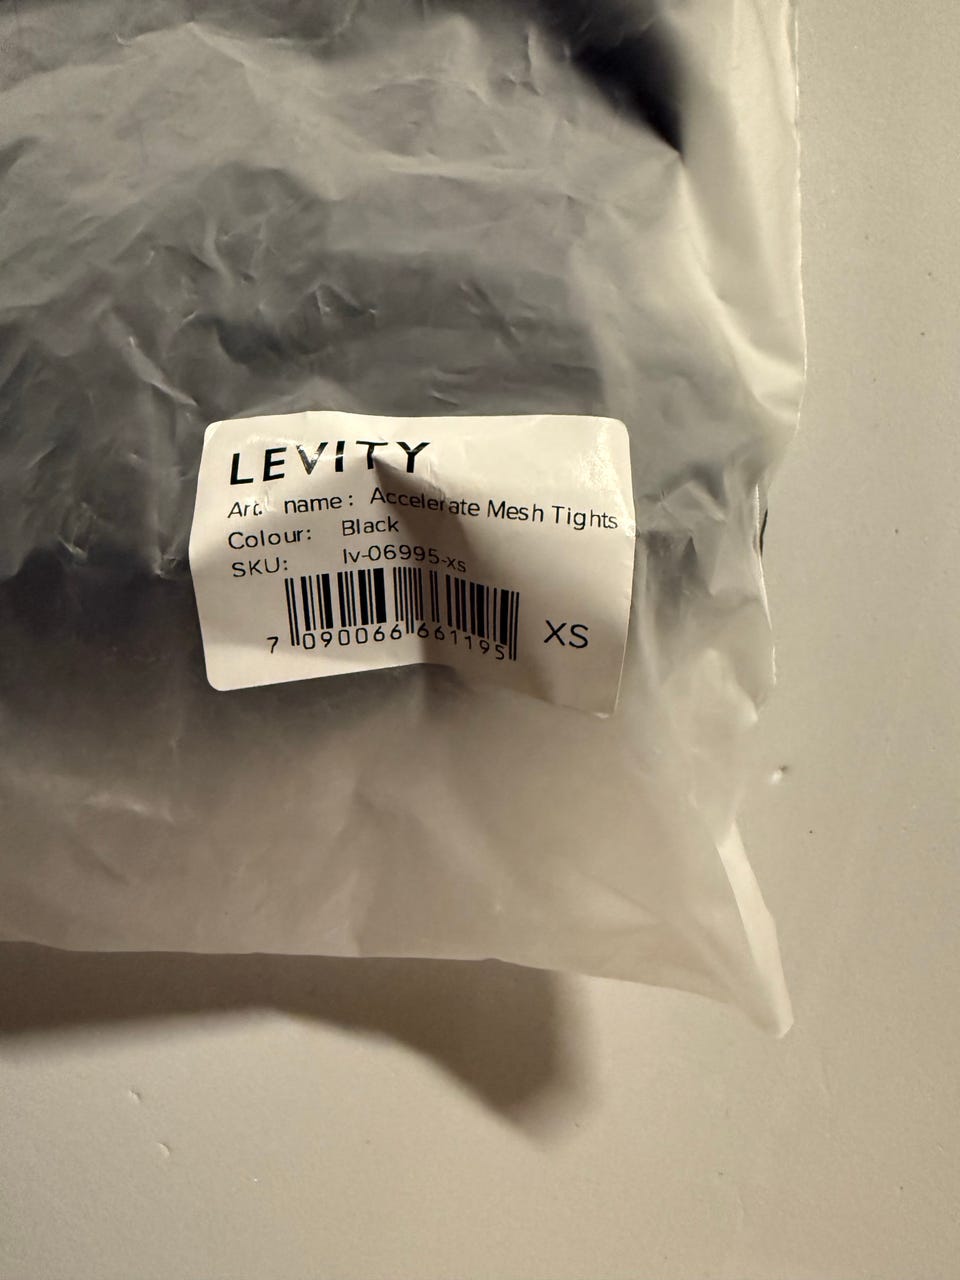 LEVITY
Art. name: Accelerate Mesh Tights
Colour: Black
SKU: lv-06995-xs
7 090066 661195 XS